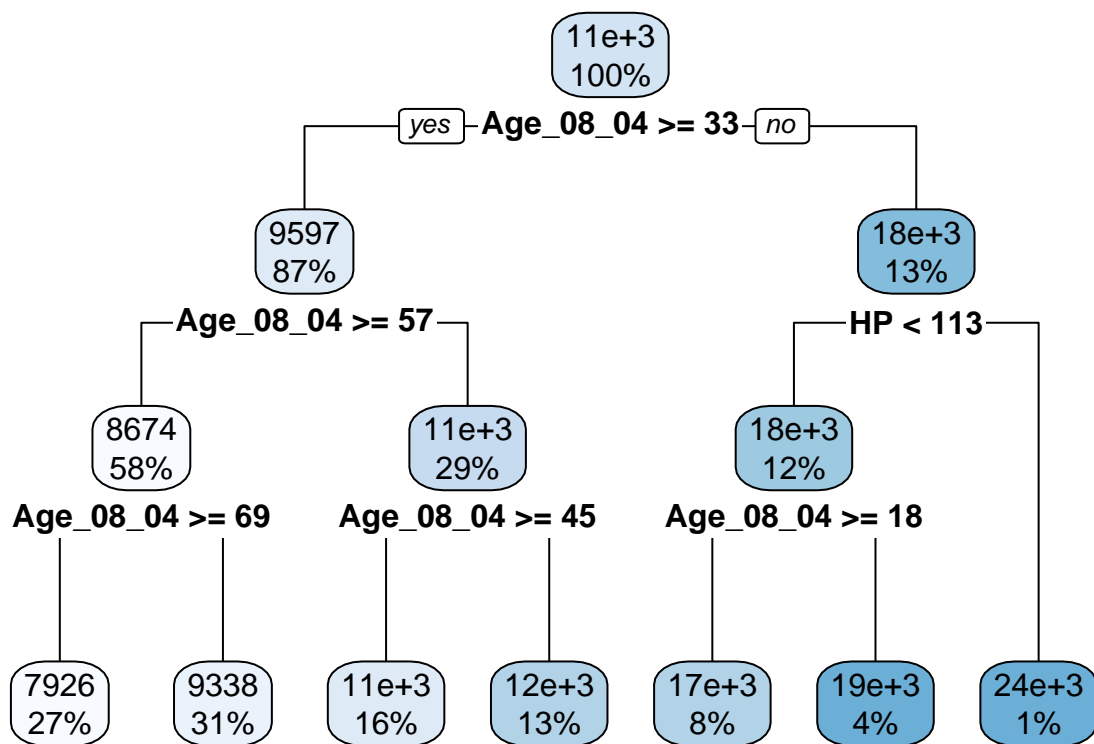 11e+3
100%
yes Age_08_04 >= 33 no
9597
87%
18e+3
13%
Age_08_04 >= 57
HP < 113
8674
58%
11e+3
29%
18e+3
12%
Age_08_04 >= 69
Age_08_04 >= 45
Age_08_04 >= 18
7926
27%
9338
31%
11e+3
16%
12e+3
13%
17e+3
8%
19e+3
4%
24e+3
1%